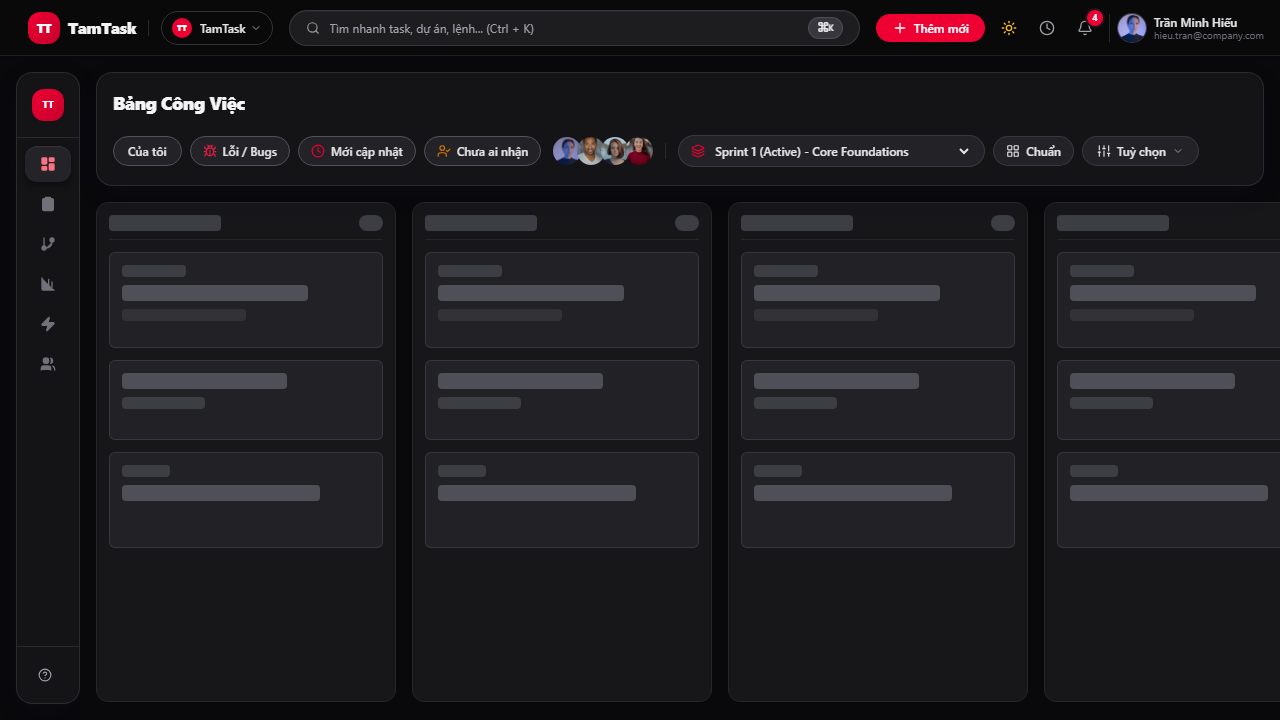 TT TamTask
TT TamTask
Tìm nhanh task, dự án, lệnh... (Ctrl + K)
⌘K
Thêm mới
4
Trần Minh Hiếu
hieu.tran@company.com
TT
Bảng Công Việc
Của tôi
Lỗi / Bugs
Mới cập nhật
Chưa ai nhận
Sprint 1 (Active) - Core Foundations
Chuẩn
Tuỳ chọn